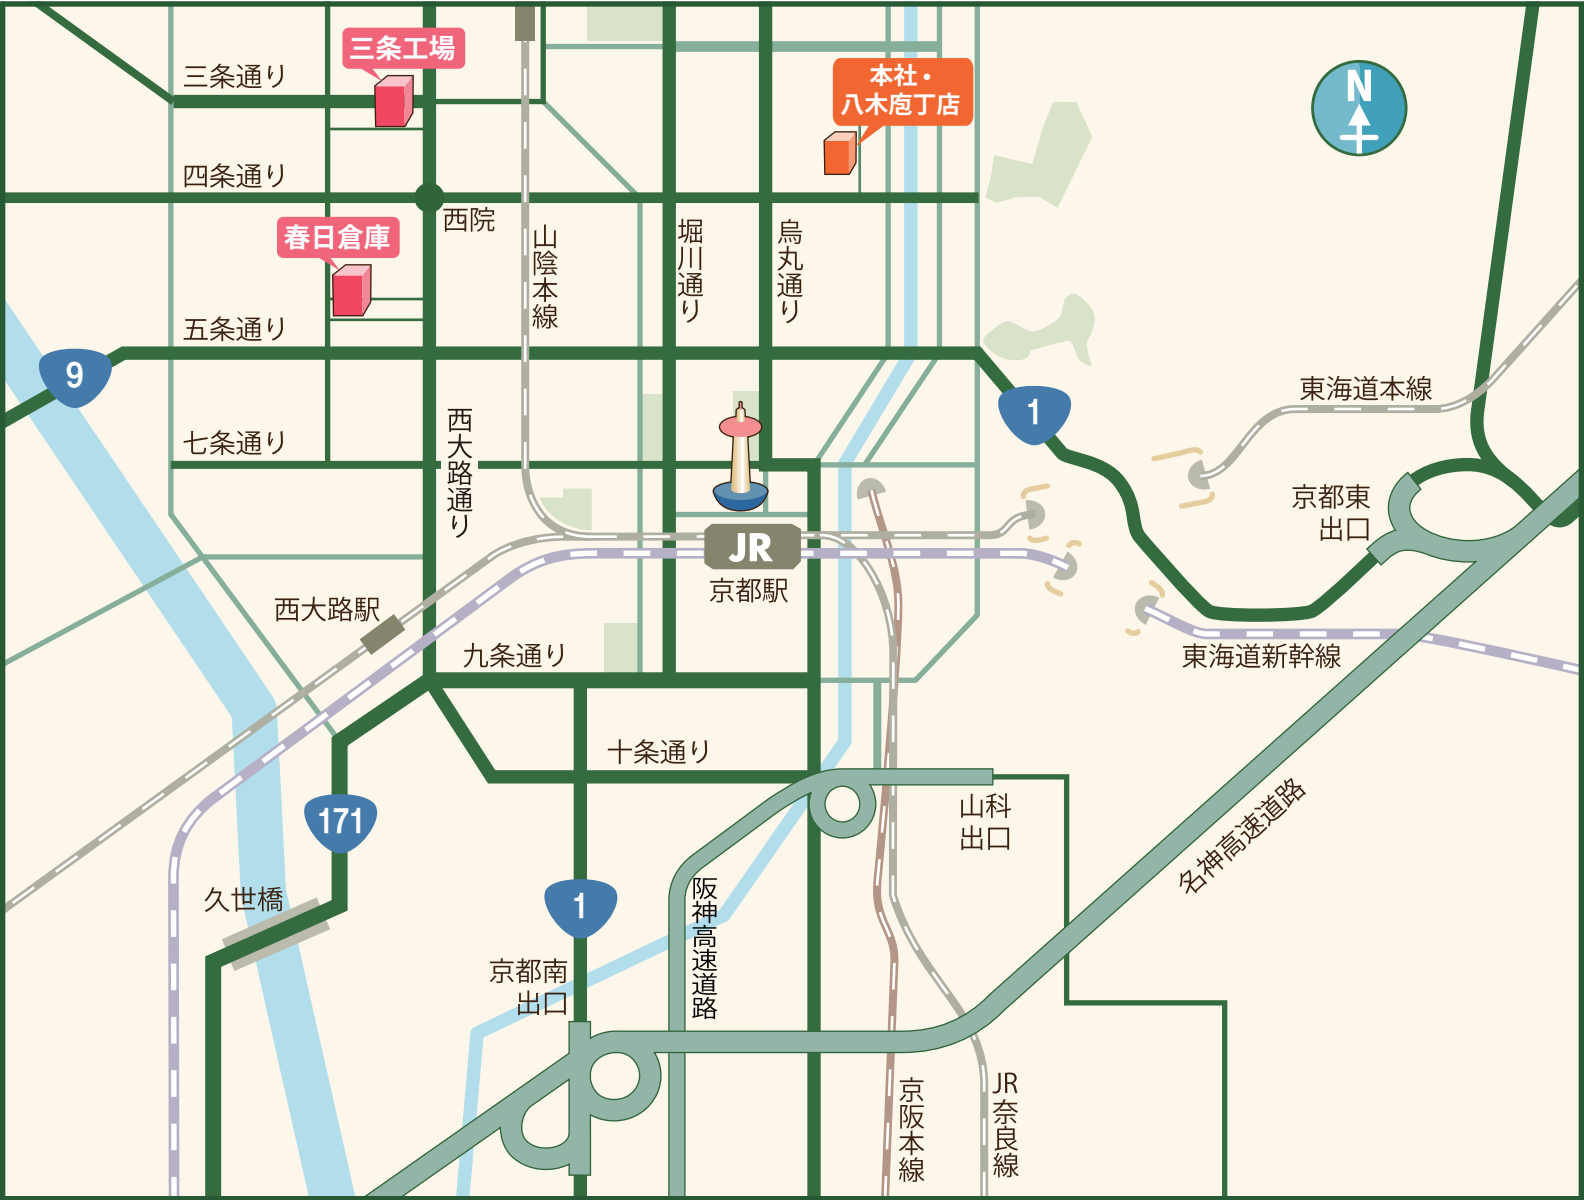 三条工場
三条通り
本社・
八木庖丁店
N
四条通り
西院
春日倉庫
山陰本線
堀川通り
烏丸通り
五条通り
9
1
東海道本線
七条通り
西大路通り
京都東
出口
JR
京都駅
西大路駅
九条通り
東海道新幹線
十条通り
山科
出口
171
名神高速道路
久世橋
1
阪神高速道路
京都南
出口
京阪本線
JR奈良線